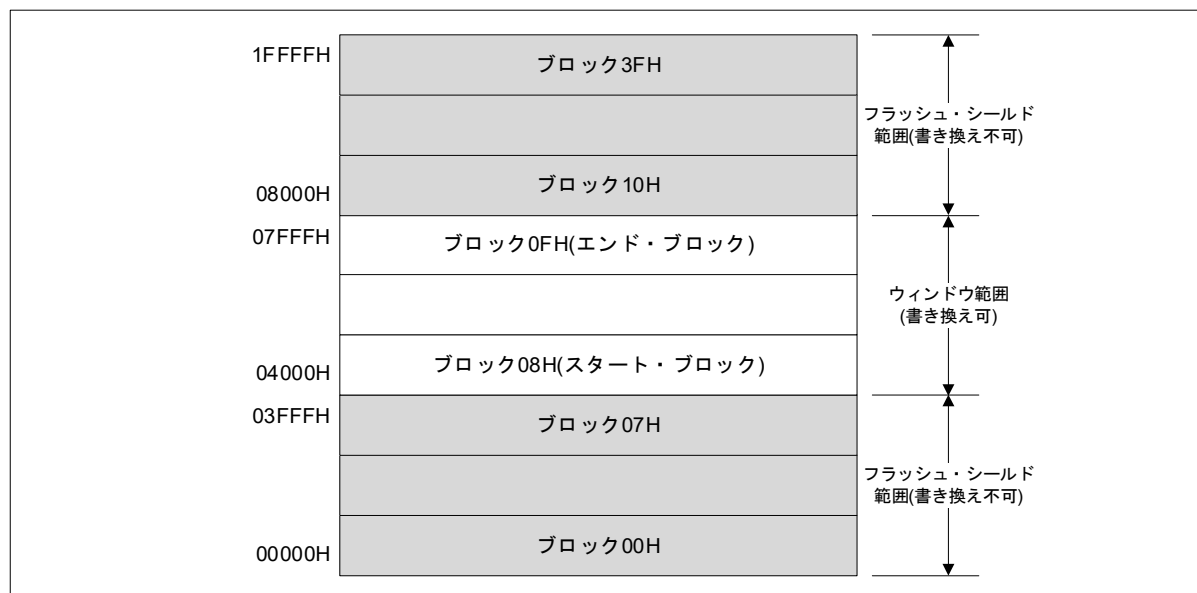 1FFFFH
ブロック3FH
フラッシュ・シールド
範囲(書き換え不可)
ブロック10H
08000H
07FFFH
ブロック0FH(エンド・ブロック)
ウィンドウ範囲
(書き換え可)
ブロック08H(スタート・ブロック)
04000H
03FFFH
ブロック07H
フラッシュ・シールド
範囲(書き換え不可)
ブロック00H
00000H